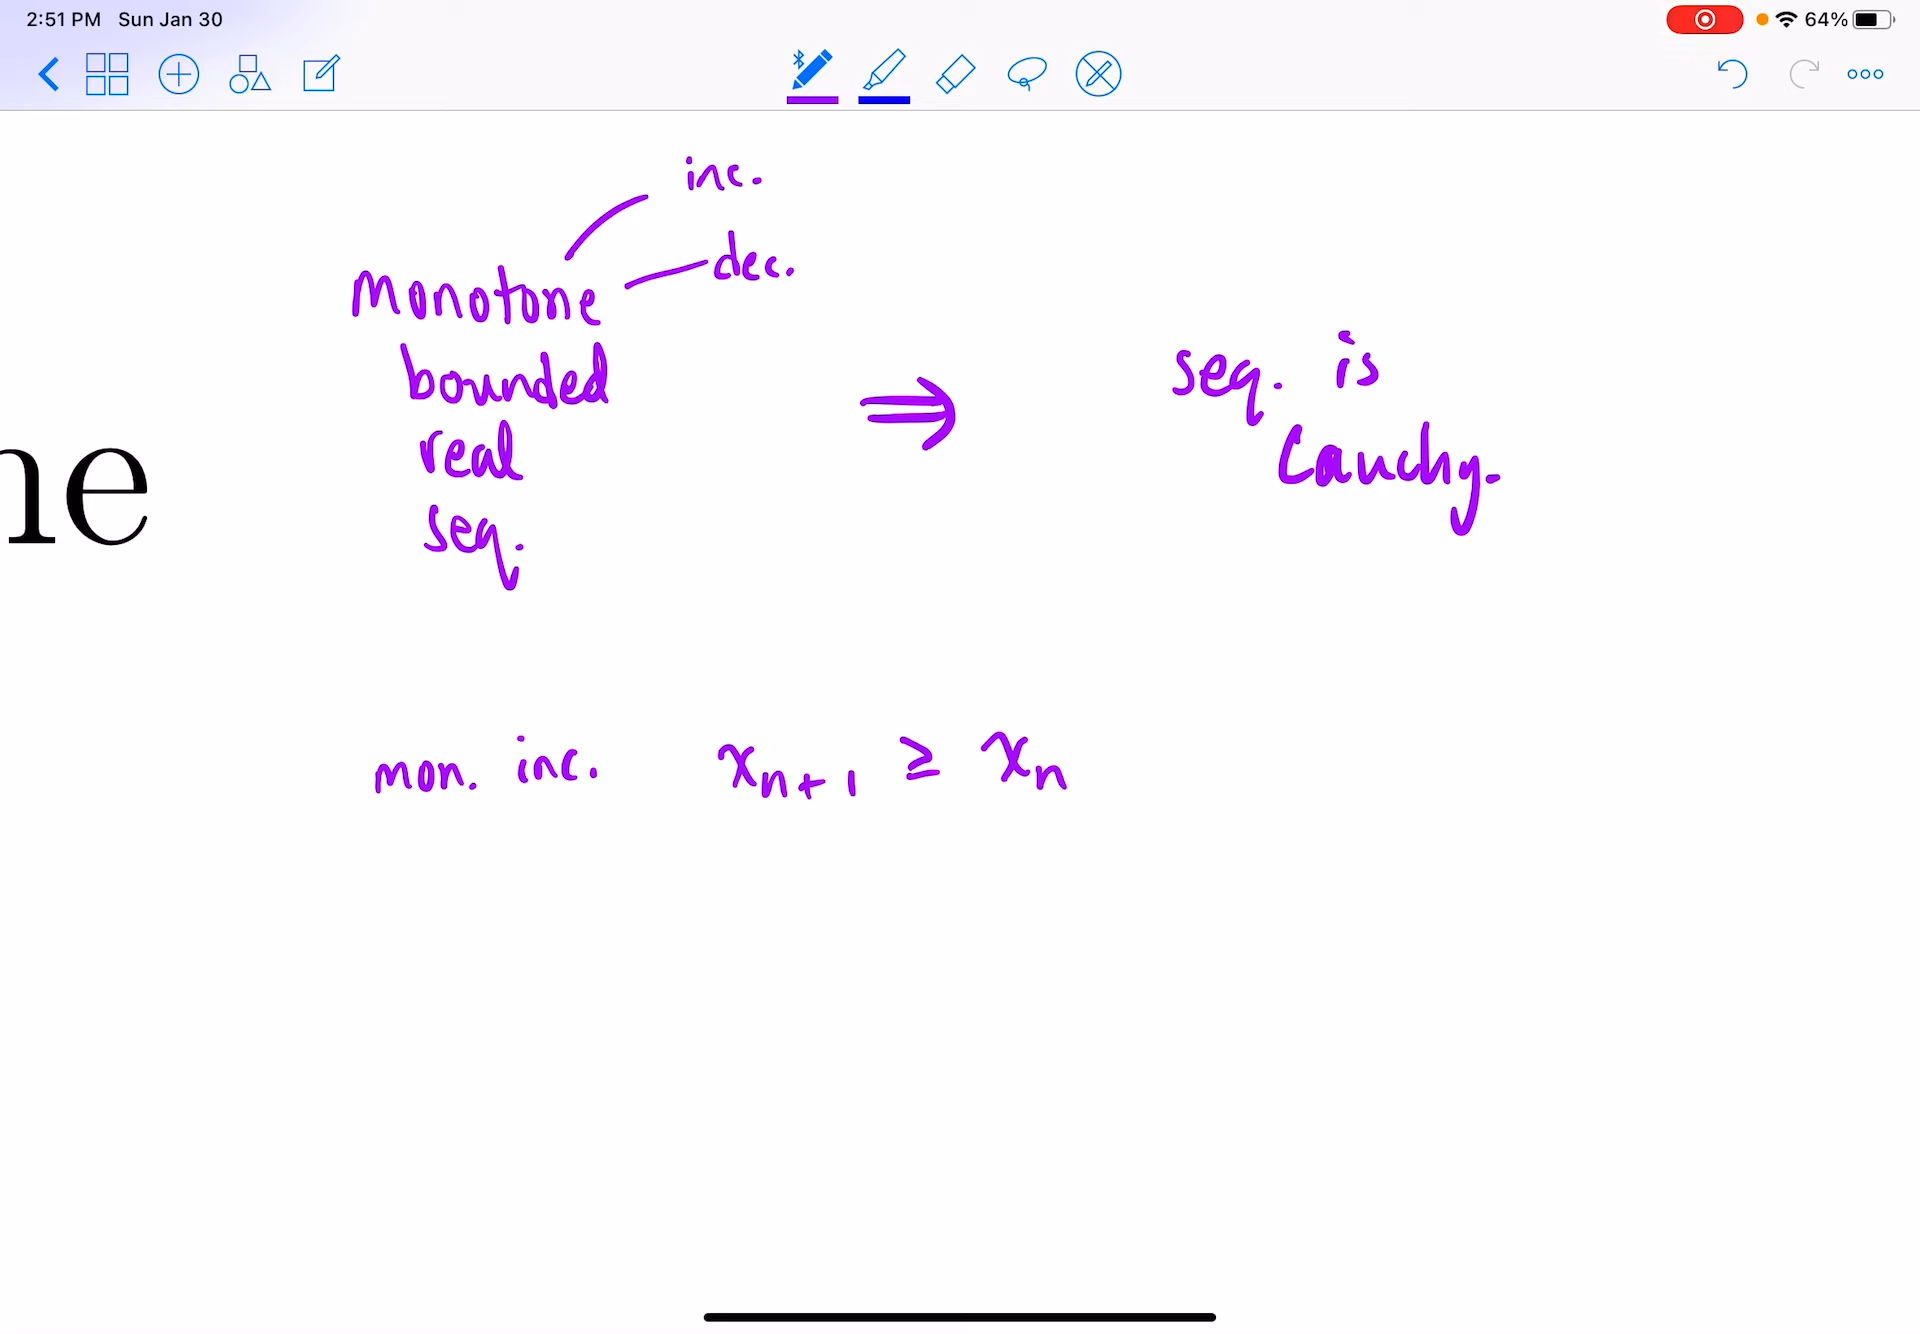 2:51 PM Sun Jan 30
64%
inc.
dec.
Monotone
bounded
real
seq.
⇒
seq. is
Cauchy.
ne
mon. inc. xₙ₊₁ ≥ xₙ